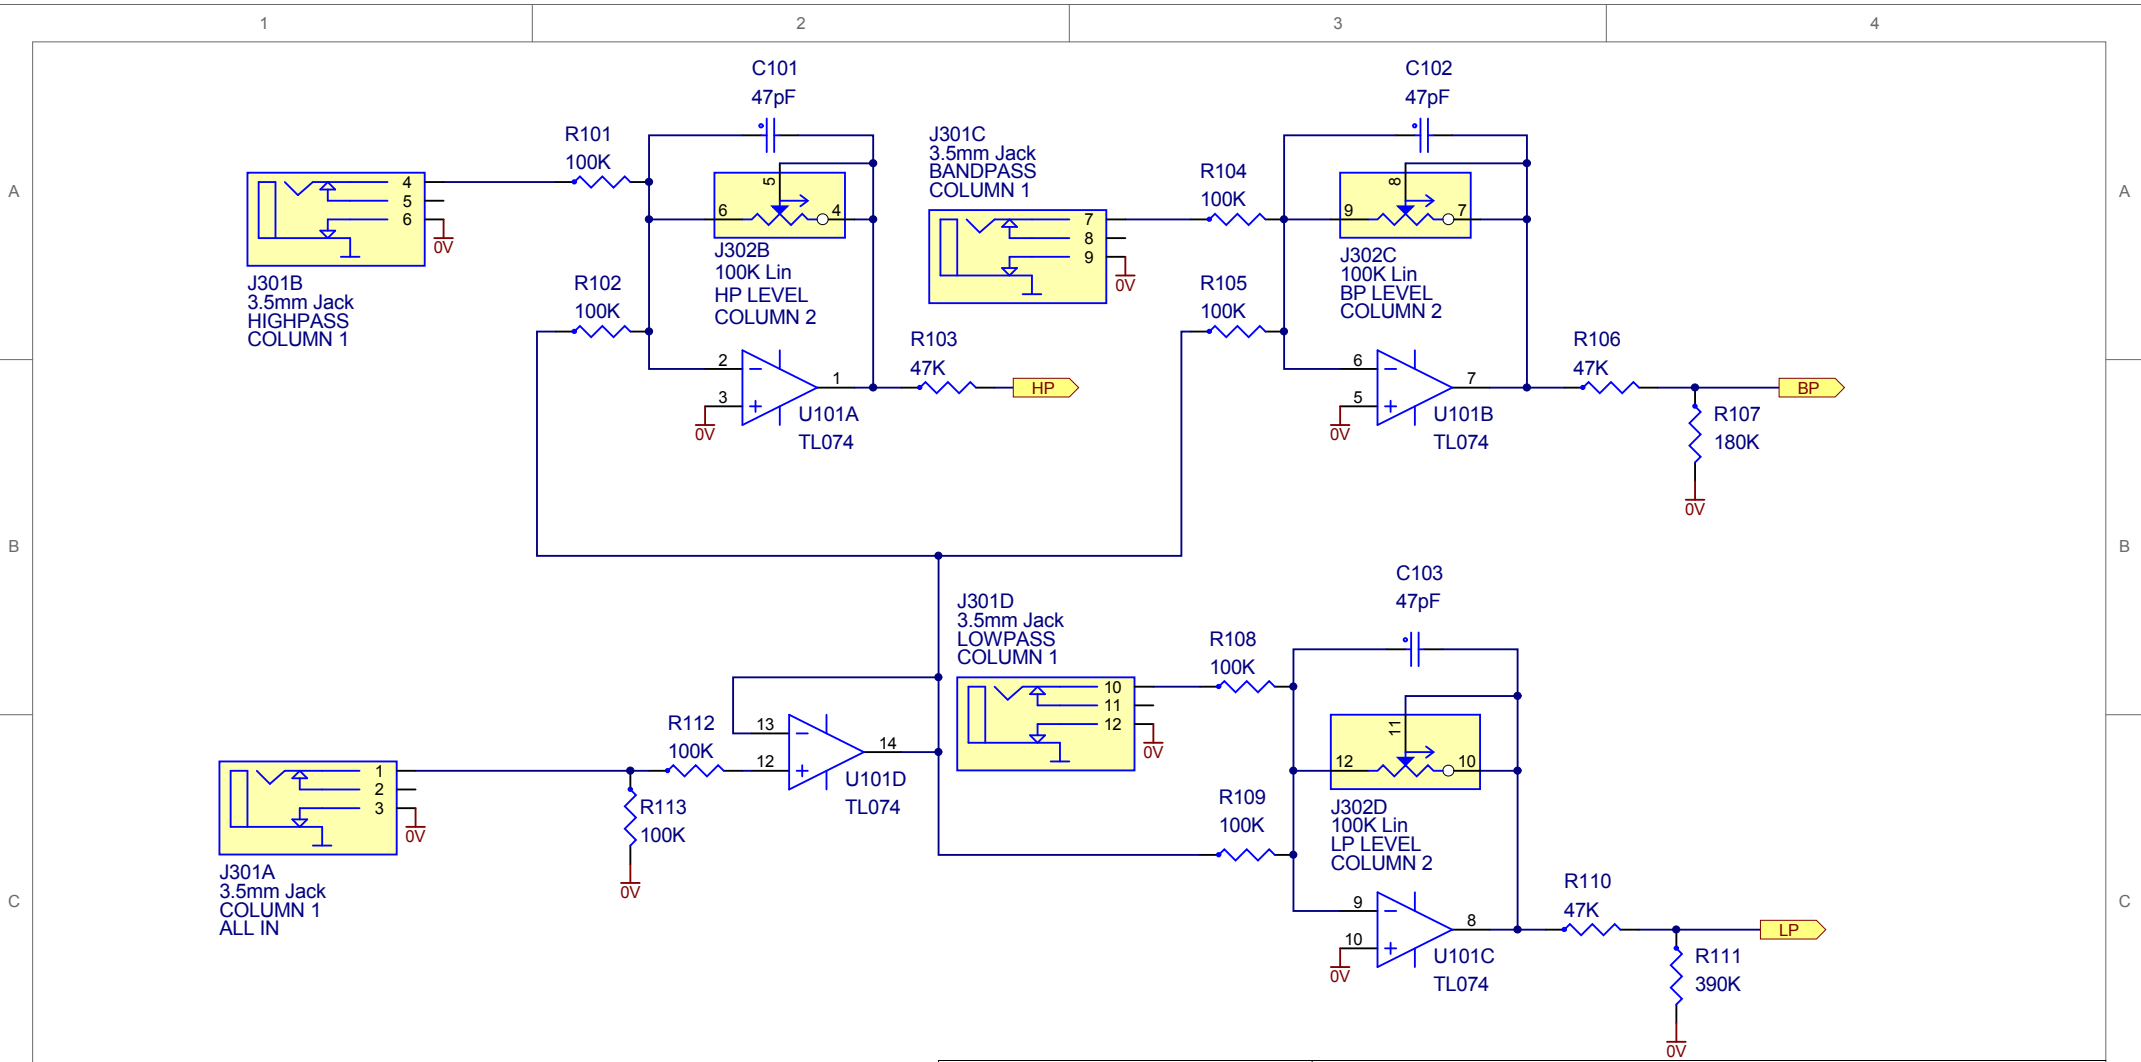 1
2
3
4
A
A
B
B
C
C
C101
47pF
R101
100K
4
5
6
0V
J301B
3.5mm Jack
HIGHPASS
COLUMN 1
5
6
4
J302B
100K Lin
HP LEVEL
COLUMN 2
R102
100K
2
3
1
0V
U101A
TL074
R103
47K
HP
J301C
3.5mm Jack
BANDPASS
COLUMN 1
7
8
9
0V
C102
47pF
R104
100K
8
9
7
J302C
100K Lin
BP LEVEL
COLUMN 2
R105
100K
6
5
7
0V
U101B
TL074
R106
47K
BP
R107
180K
0V
J301D
3.5mm Jack
LOWPASS
COLUMN 1
10
11
12
0V
C103
47pF
R108
100K
11
12
10
J302D
100K Lin
LP LEVEL
COLUMN 2
R109
100K
9
10
8
0V
U101C
TL074
R110
47K
LP
R111
390K
0V
1
2
3
0V
J301A
3.5mm Jack
COLUMN 1
ALL IN
R112
100K
R113
100K
0V
13
12
14
U101D
TL074